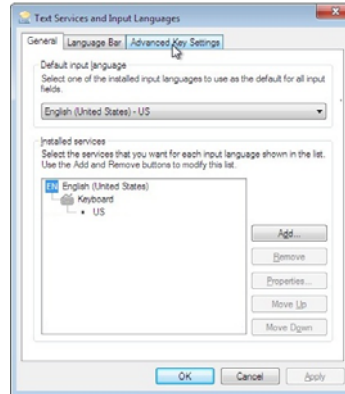 Text Services and Input Languages
General Language Bar Advanced Key Settings
Default input language
Select one of the installed input languages to use as the default for all input
fields.
English (United States) - US
Installed services
Select the services that you want for each input language shown in the list.
Use the Add and Remove buttons to modify this list.
EN English (United States)
Keyboard
US
Add...
Remove
Properties...
Move Up
Move Down
OK Cancel Apply